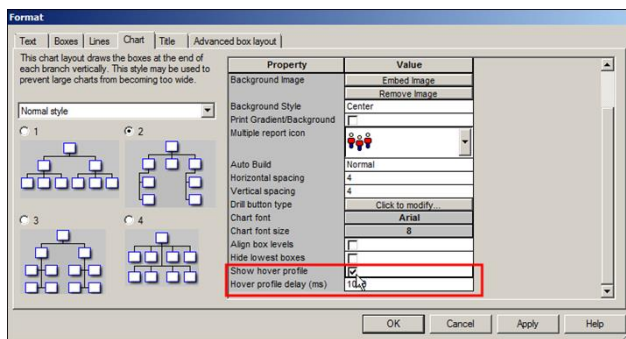 Format
Text Boxes Lines Chart Title Advanced box layout
This chart layout draws the boxes at the end of
each branch vertically. This style may be used to
prevent large charts from becoming too wide.
Normal style
1 2
3 4
Property Value
Background Image Embed Image
Remove Image
Background Style Center
Print Gradient/Background
Multiple report icon
Auto Build Normal
Horizontal spacing 4
Vertical spacing 4
Drill button type Click to modify...
Chart font Arial
Chart font size 8
Align box levels
Hide lowest boxes
Show hover profile
Hover profile delay (ms)
OK Cancel Apply Help